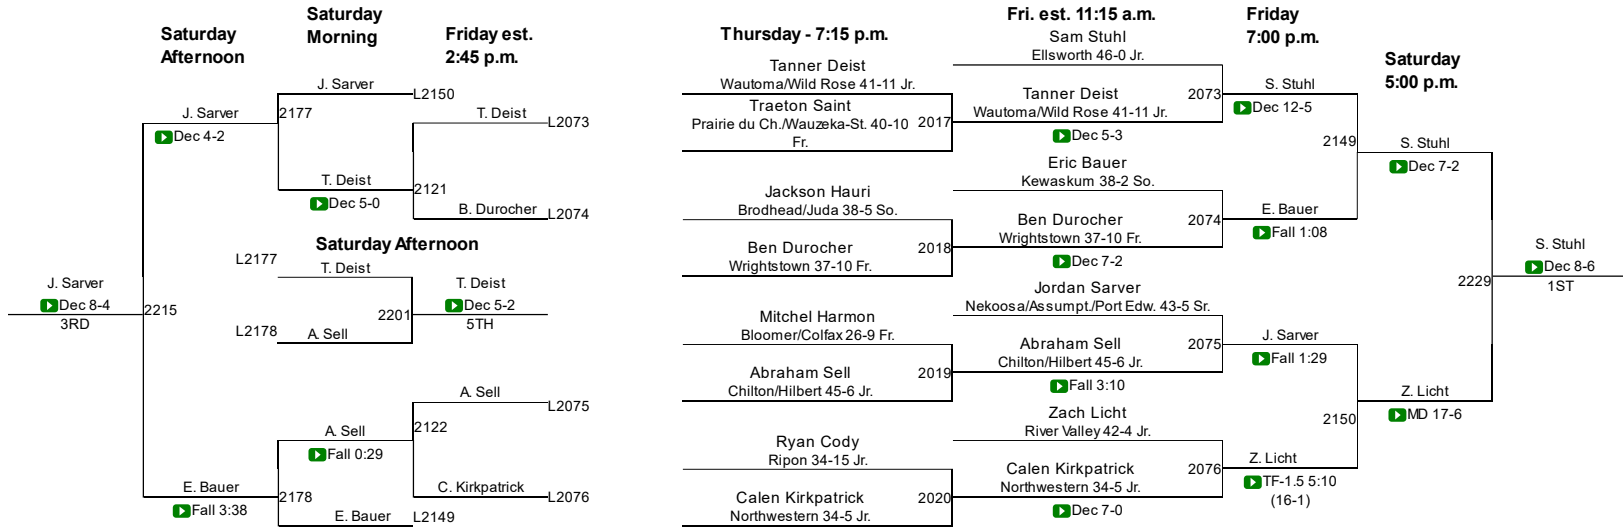 Saturday
Afternoon
Saturday
Morning
Friday est.
2:45 p.m.
J. Sarver
L2150
J. Sarver
2177
Dec 4-2
T. Deist
L2073
T. Deist
2121
Dec 5-0
B. Durocher
L2074
Saturday Afternoon
L2177
T. Deist
J. Sarver
Dec 8-4
3RD
2215
T. Deist
Dec 5-2
5TH
2201
L2178
A. Sell
A. Sell
L2075
A. Sell
2122
Fall 0:29
E. Bauer
2178
Fall 3:38
C. Kirkpatrick
L2076
E. Bauer
L2149
Thursday - 7:15 p.m.
Fri. est. 11:15 a.m.
Friday
7:00 p.m.
Saturday
5:00 p.m.
Tanner Deist
Wautoma/Wild Rose 41-11 Jr.
Traeton Saint
Prairie du Ch./Wauzeka-St. 40-10
Fr.
2017
Jackson Hauri
Brodhead/Juda 38-5 So.
Ben Durocher
Wrightstown 37-10 Fr.
2018
Mitchel Harmon
Bloomer/Colfax 26-9 Fr.
Abraham Sell
Chilton/Hilbert 45-6 Jr.
2019
Ryan Cody
Ripon 34-15 Jr.
Calen Kirkpatrick
Northwestern 34-5 Jr.
2020
Sam Stuhl
Ellsworth 46-0 Jr.
Tanner Deist
Wautoma/Wild Rose 41-11 Jr.
2073
Dec 5-3
Eric Bauer
Kewaskum 38-2 So.
Ben Durocher
Wrightstown 37-10 Fr.
2074
Dec 7-2
Jordan Sarver
Nekoosa/Assumpt./Port Edw. 43-5 Sr.
Abraham Sell
Chilton/Hilbert 45-6 Jr.
2075
Fall 3:10
Zach Licht
River Valley 42-4 Jr.
Calen Kirkpatrick
Northwestern 34-5 Jr.
2076
Dec 7-0
S. Stuhl
Dec 12-5
2149
E. Bauer
Fall 1:08
J. Sarver
Fall 1:29
2150
Z. Licht
TF-1.5 5:10
(16-1)
S. Stuhl
Dec 7-2
2229
Z. Licht
MD 17-6
S. Stuhl
Dec 8-6
1ST